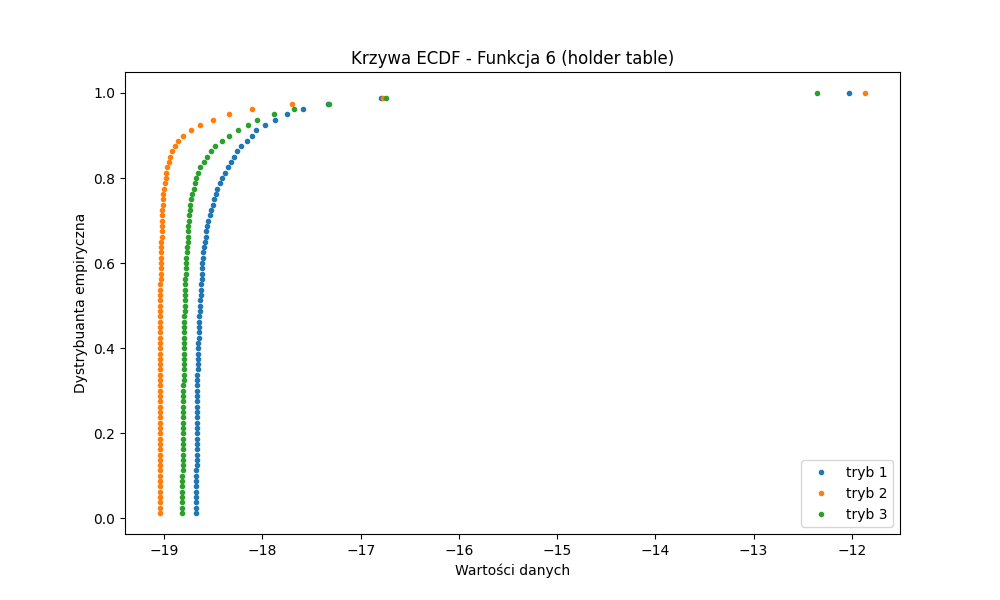 Krzywa ECDF - Funkcja 6 (holder table)
1.0
0.8
0.6
0.4
0.2
0.0
Dystrybuanta empiryczna
tryb 1
tryb 2
tryb 3
−19 −18 −17 −16 −15 −14 −13 −12
Wartości danych